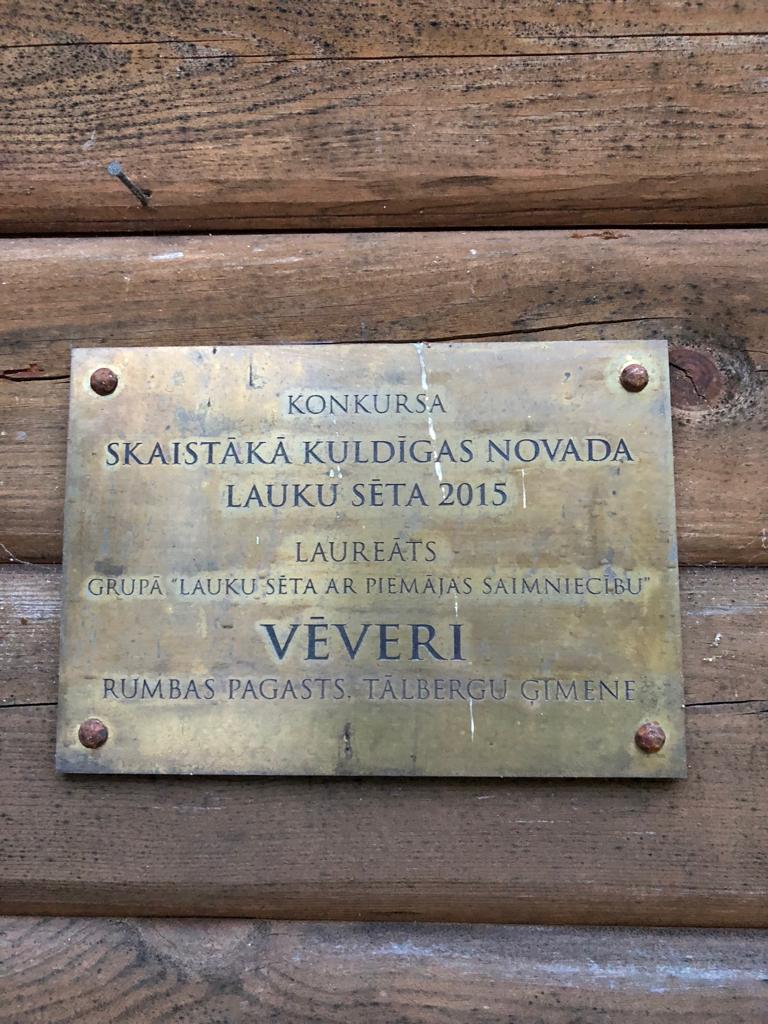 KONKURSA
SKAISTĀKĀ KULDĪGAS NOVADA
LAUKU SĒTA 2015
LAUREĀTS
GRUPĀ "LAUKU SĒTA AR PIEMĀJAS SAIMNIECĪBU"
VĒVERI
RUMBAS PAGASTS, TĀLBERGU ĢIMENE